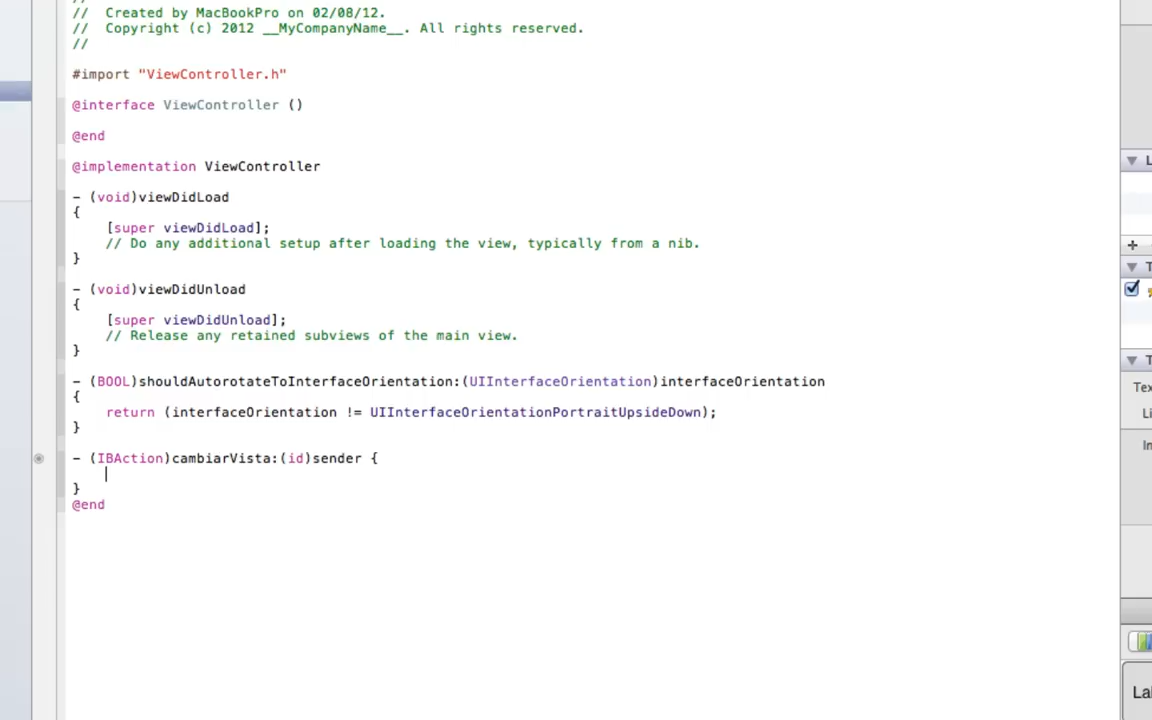 //
//  Created by MacBookPro on 02/08/12.
//  Copyright (c) 2012 __MyCompanyName__. All rights reserved.
//
#import "ViewController.h"
@interface ViewController ()
@end
@implementation ViewController
- (void)viewDidLoad
{
[super viewDidLoad];
// Do any additional setup after loading the view, typically from a nib.
}
- (void)viewDidUnload
{
[super viewDidUnload];
// Release any retained subviews of the main view.
}
- (BOOL)shouldAutorotateToInterfaceOrientation:(UIInterfaceOrientation)interfaceOrientation
{
return (interfaceOrientation != UIInterfaceOrientationPortraitUpsideDown);
}
- (IBAction)cambiarVista:(id)sender {
}
@end